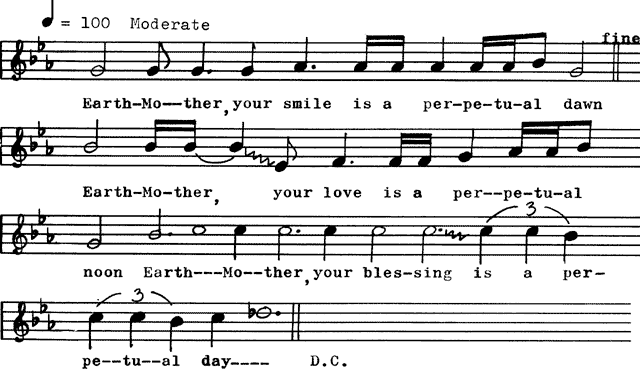 = 100 Moderate
fine
Earth-Mo--ther, your smile is a per-pe-tu-al dawn
Earth-Mo-ther, your love is a per--pe-tu-al
3
noon Earth---Mo--ther, your bles-sing is a per-
3
pe--tu--al day---- D.C.